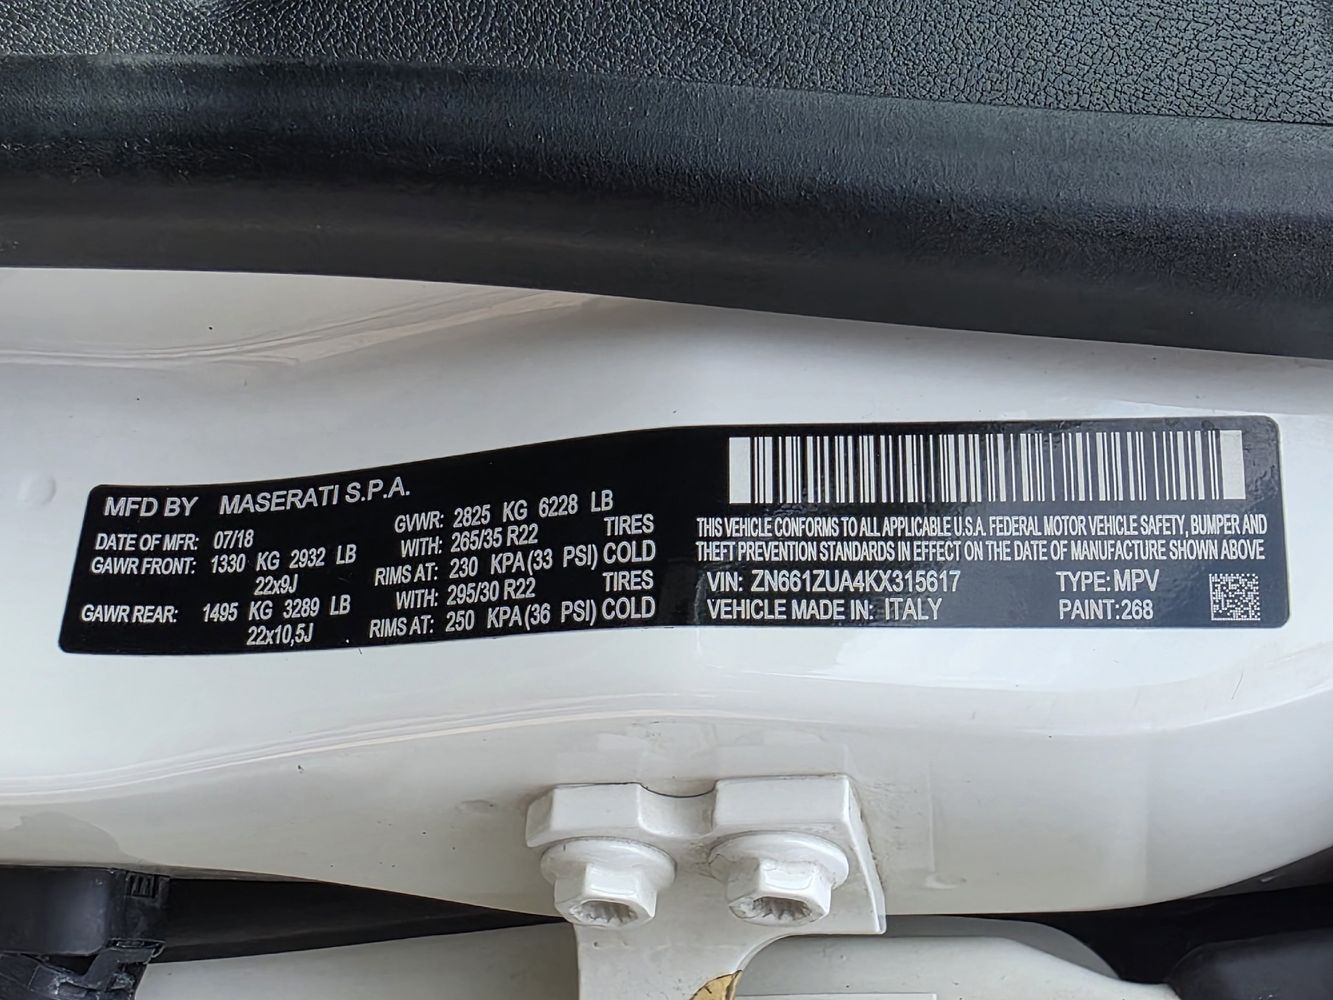 MFD BY MASERATI S.P.A.
DATE OF MFR: 07/18 GVWR: 2825 KG 6228 LB
GAWR FRONT: 1330 KG 2932 LB WITH: 265/35 R22 TIRES
22x9J RIMS AT: 230 KPA (33 PSI) COLD
GAWR REAR: 1495 KG 3289 LB WITH: 295/30 R22 TIRES
22x10,5J RIMS AT: 250 KPA (36 PSI) COLD
THIS VEHICLE CONFORMS TO ALL APPLICABLE U.S.A. FEDERAL MOTOR VEHICLE SAFETY, BUMPER AND
THEFT PREVENTION STANDARDS IN EFFECT ON THE DATE OF MANUFACTURE SHOWN ABOVE
VIN: ZN661ZUA4KX315617 TYPE: MPV
VEHICLE MADE IN: ITALY PAINT: 268